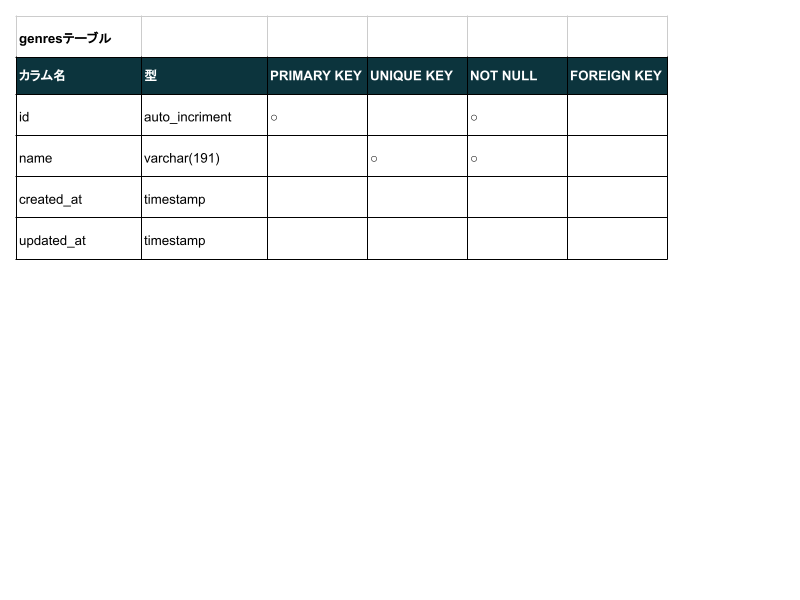 genresテーブル
カラム名 型 PRIMARY KEY UNIQUE KEY NOT NULL FOREIGN KEY
id auto_incriment ○ ○
name varchar(191) ○ ○
created_at timestamp
updated_at timestamp